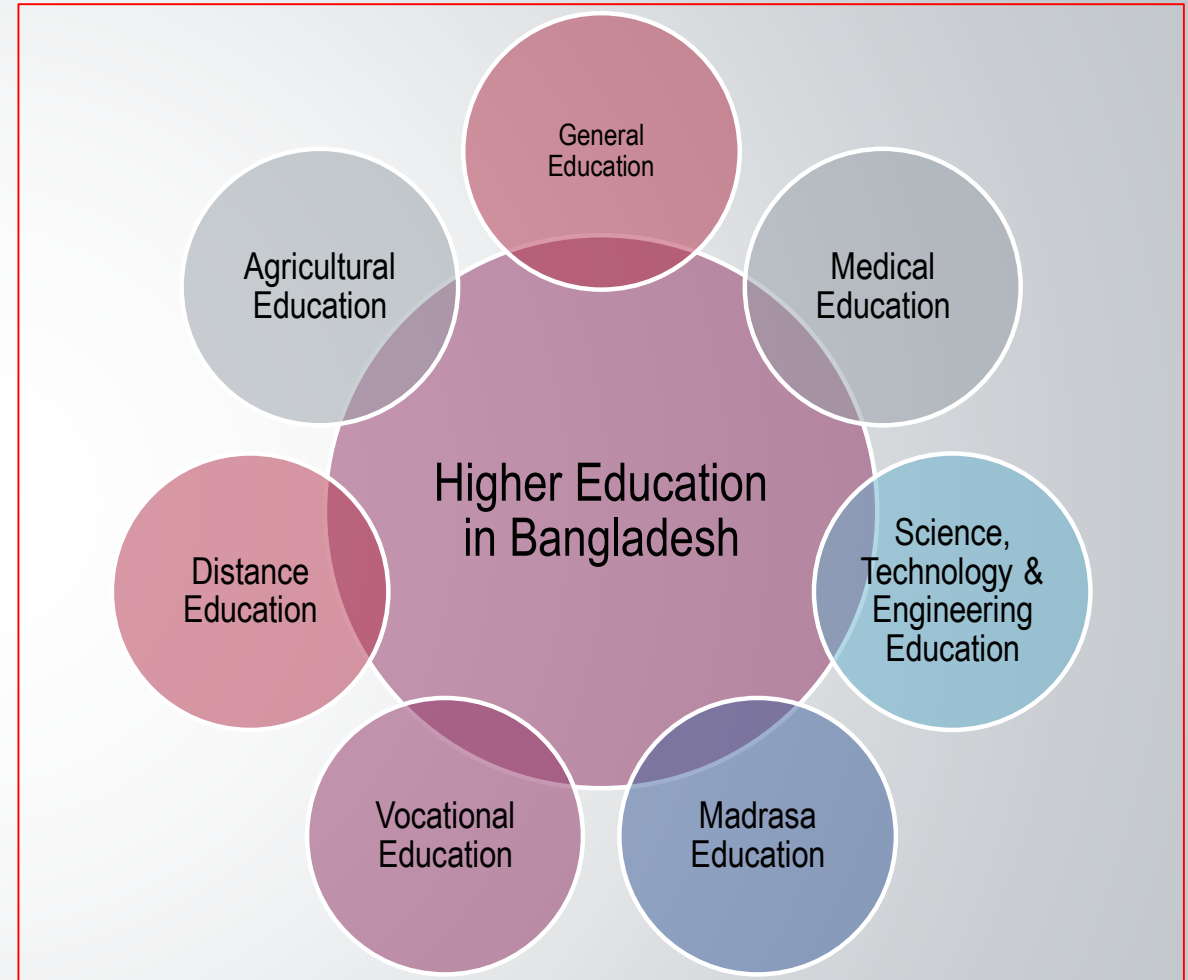 General
Education
Medical
Education
Science,
Technology &
Engineering
Education
Madrasa
Education
Vocational
Education
Distance
Education
Agricultural
Education
Higher Education
in Bangladesh